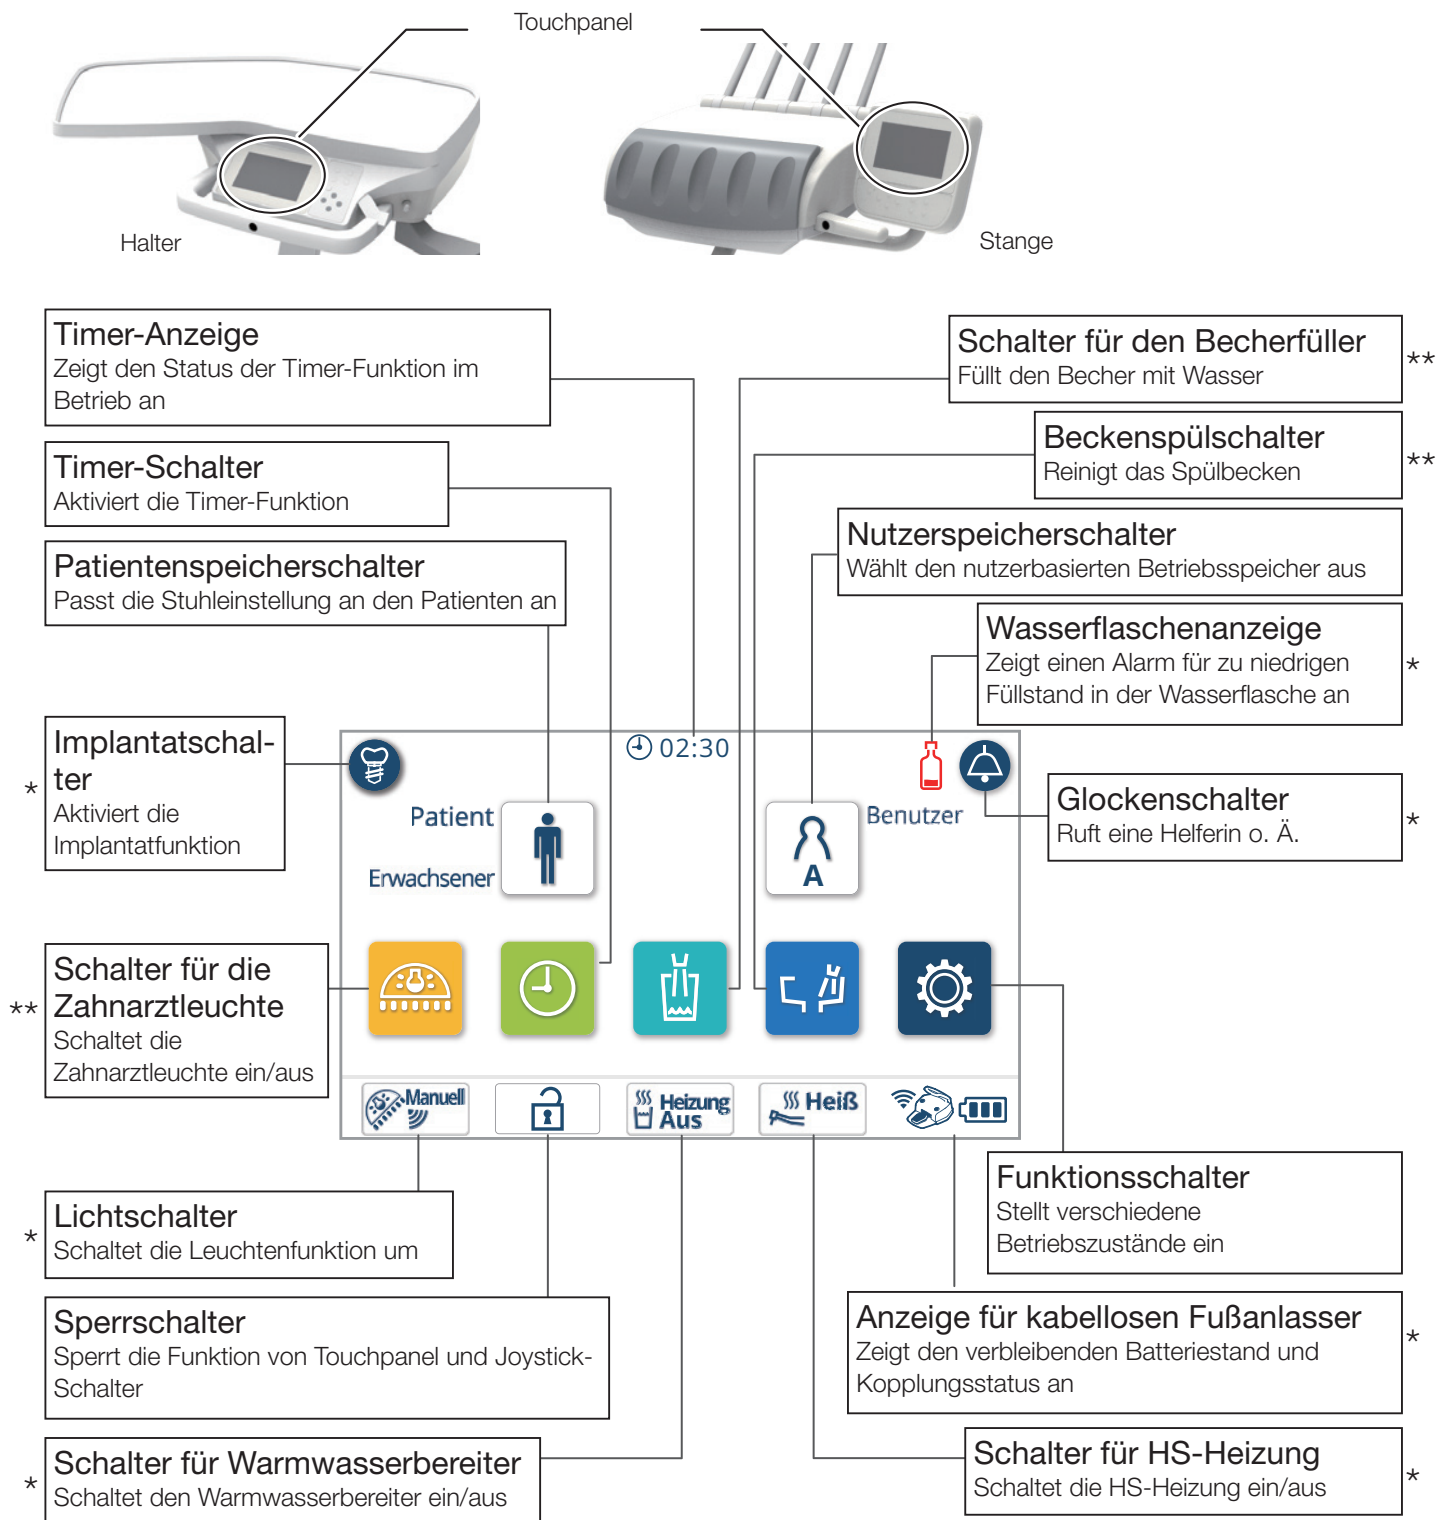 Touchpanel
Halter
Stange
Timer-Anzeige
Zeigt den Status der Timer-Funktion im
Betrieb an
Timer-Schalter
Aktiviert die Timer-Funktion
Patientenspeicherschalter
Passt die Stuhleinstellung an den Patienten an
*
Implantatschal-
ter
Aktiviert die
Implantatfunktion
**
Schalter für die
Zahnarztleuchte
Schaltet die
Zahnarztleuchte ein/aus
Schalter für den Becherfüller
Füllt den Becher mit Wasser
**
Beckenspülschalter
Reinigt das Spülbecken
**
Nutzerspeicherschalter
Wählt den nutzerbasierten Betriebsspeicher aus
Wasserflaschenanzeige
Zeigt einen Alarm für zu niedrigen
Füllstand in der Wasserflasche an
*
Glockenschalter
Ruft eine Helferin o. Ä.
*
02:30
Patient
Erwachsener
A
Benutzer
Manuell
Heizung
Aus
Heiß
*
Lichtschalter
Schaltet die Leuchtenfunktion um
Sperrschalter
Sperrt die Funktion von Touchpanel und Joystick-
Schalter
*
Schalter für Warmwasserbereiter
Schaltet den Warmwasserbereiter ein/aus
Funktionsschalter
Stellt verschiedene
Betriebszustände ein
Anzeige für kabellosen Fußanlasser
Zeigt den verbleibenden Batteriestand und
Kopplungsstatus an
*
Schalter für HS-Heizung
Schaltet die HS-Heizung ein/aus
*